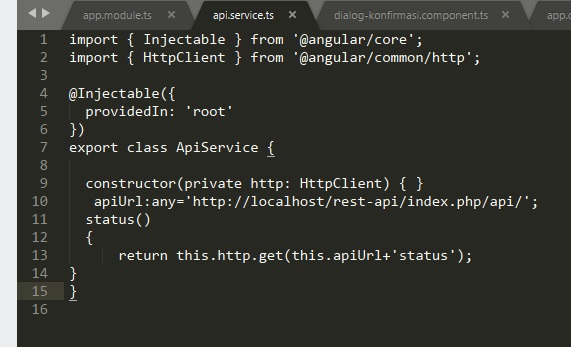 app.module.ts × api.service.ts × dialog-konfirmasi.component.ts × app.c
1 import { Injectable } from '@angular/core';
2 import { HttpClient } from '@angular/common/http';
3
4 @Injectable({
5 providedIn: 'root'
6 })
7 export class ApiService {
8
9 constructor(private http: HttpClient) { }
10 apiUrl:any='http://localhost/rest-api/index.php/api/';
11 status()
12 {
13 return this.http.get(this.apiUrl+'status');
14 }
15 }
16